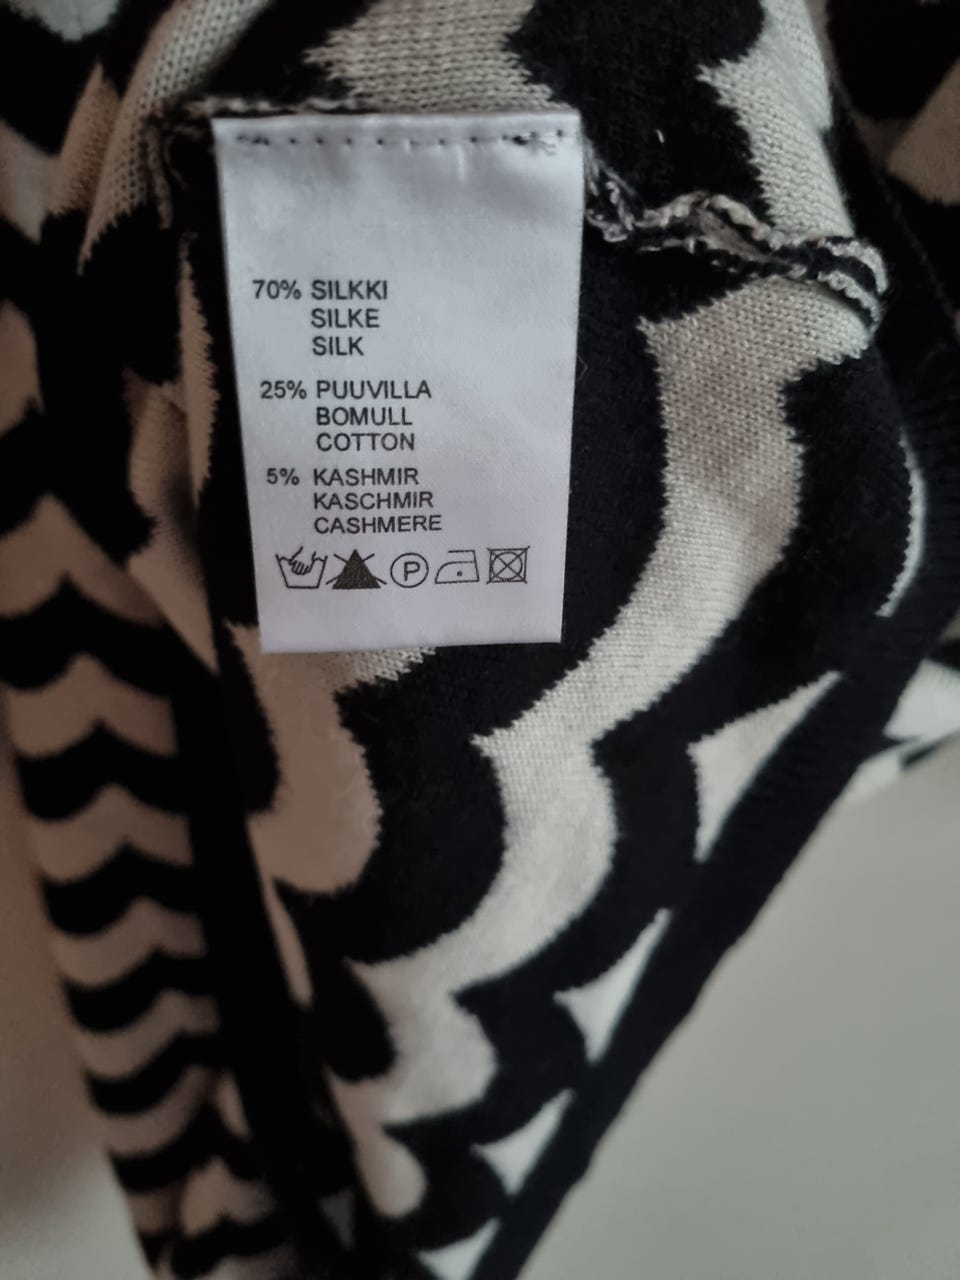 70% SILKKI
SILKE
SILK
25% PUUVILLA
BOMULL
COTTON
5% KASHMIR
KASCHMIR
CASHMERE
P